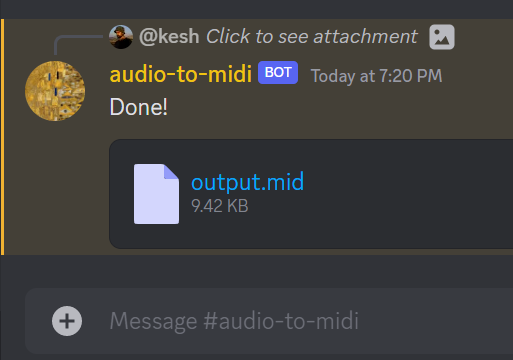 @kesh Click to see attachment
audio-to-midi BOT Today at 7:20 PM
Done!
output.mid
9.42 KB
Message #audio-to-midi